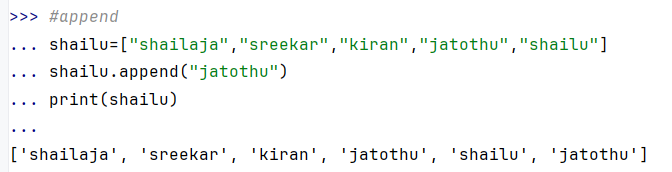 >>> #append
... shailu=["shailaja","sreekar","kiran","jatothu","shailu"]
... shailu.append("jatothu")
... print(shailu)
...
['shailaja', 'sreekar', 'kiran', 'jatothu', 'shailu', 'jatothu']